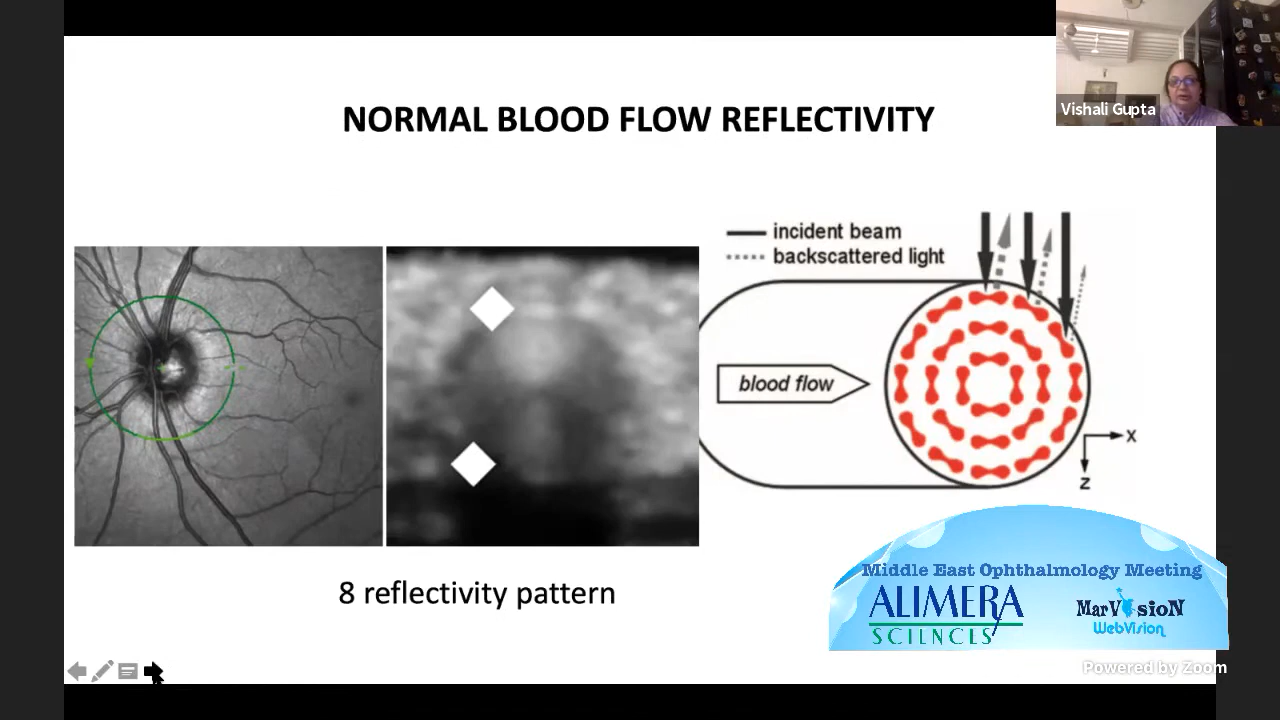 Vishali Gupta
NORMAL BLOOD FLOW REFLECTIVITY
incident beam
backscattered light
blood flow
X
Z
8 reflectivity pattern
Middle East Ophthalmology Meeting
ALIMERA
SCIENCES
MarVisioN
WebVision
Powered by Zoom